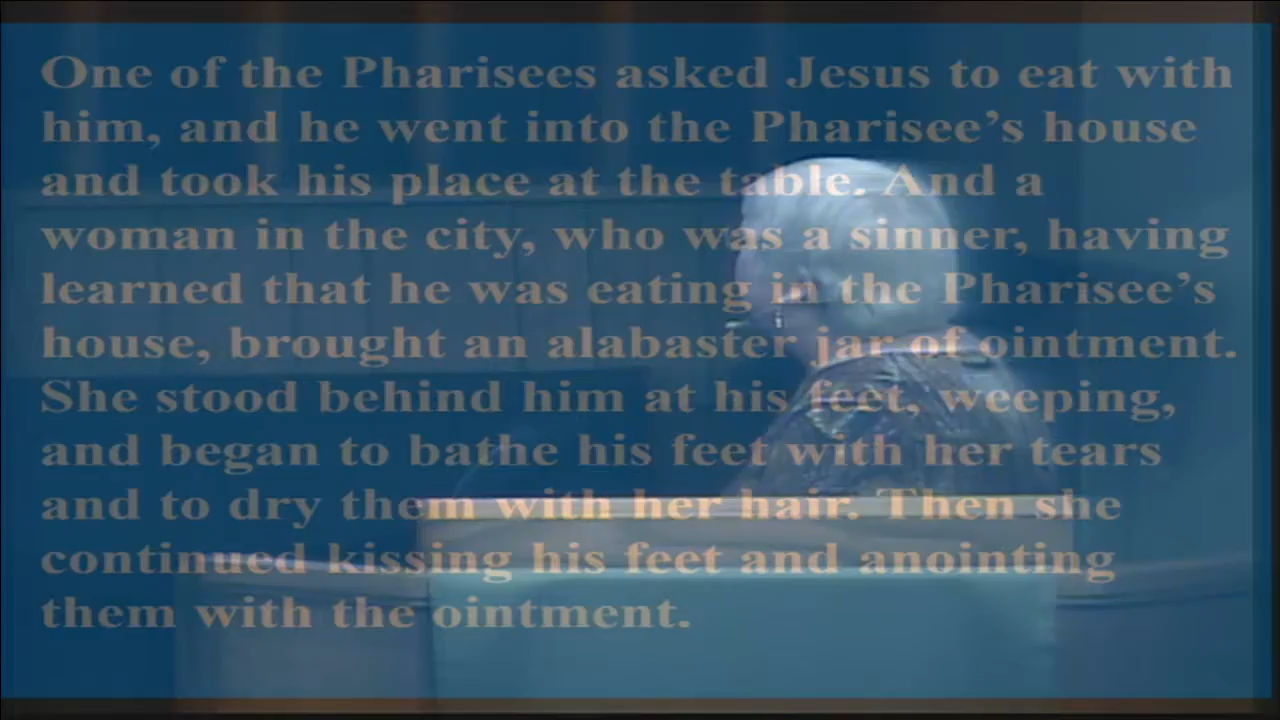 One of the Pharisees asked Jesus to eat with
him, and he went into the Pharisee’s house
and took his place at the table. And a
woman in the city, who was a sinner, having
learned that he was eating in the Pharisee’s
house, brought an alabaster jar of ointment.
She stood behind him at his feet, weeping,
and began to bathe his feet with her tears
and to dry them with her hair. Then she
continued kissing his feet and anointing
them with the ointment.